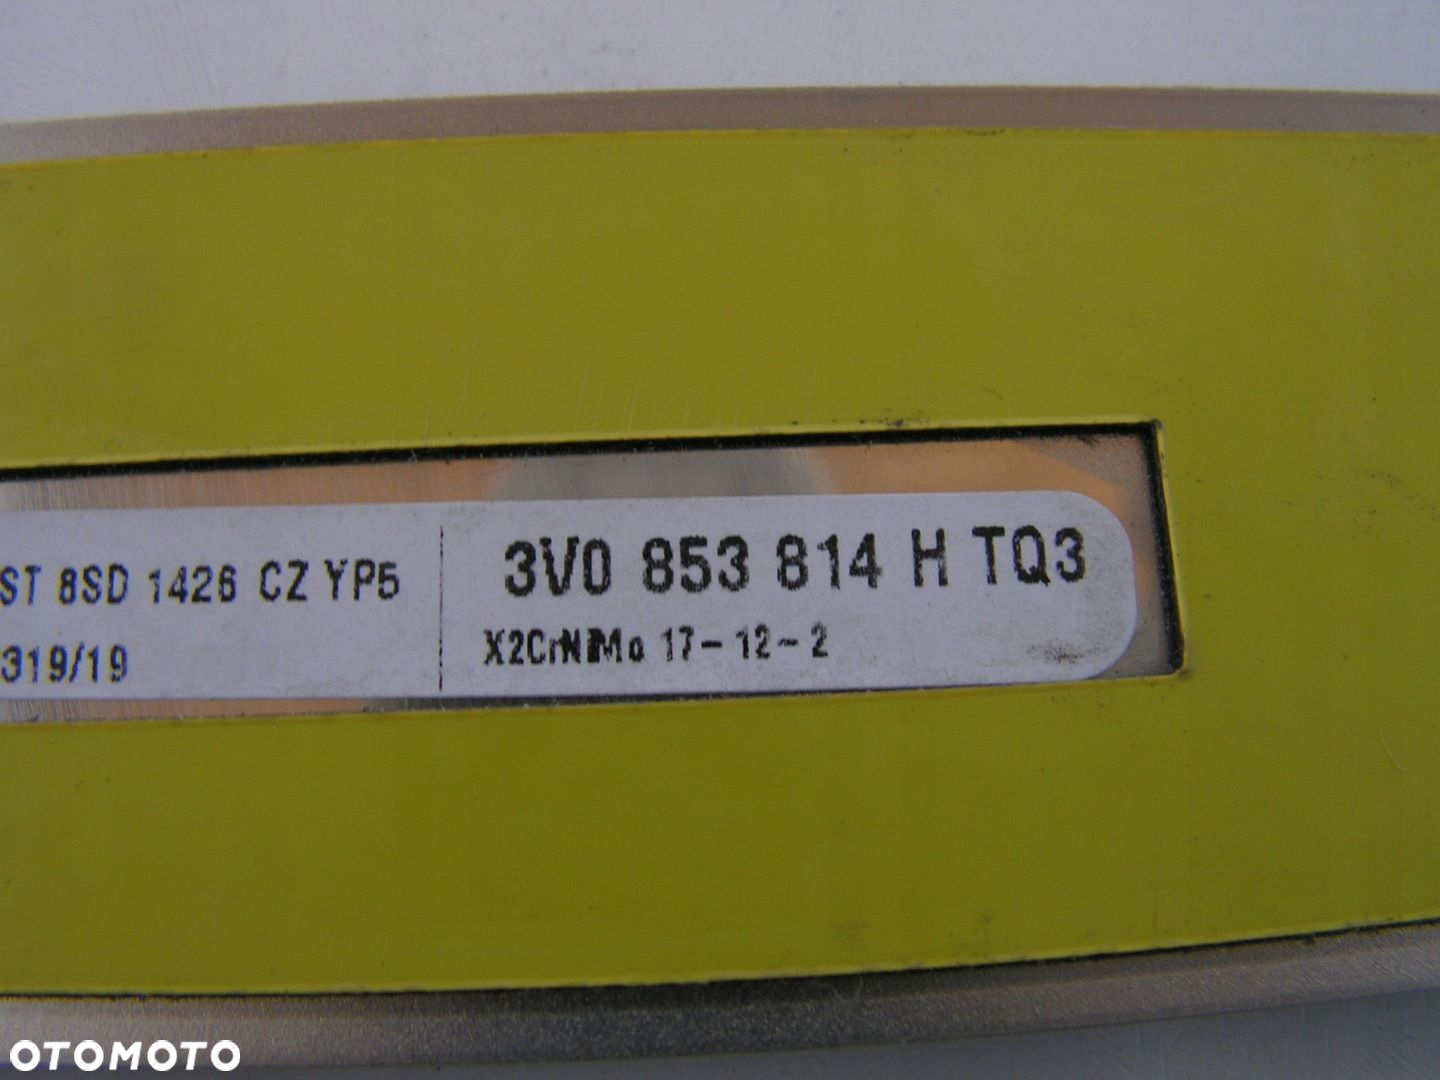 ST 8SD 1426 CZ YP5
319/19
3V0 853 814 H TQ3
X2CrNiMo 17-12-2
OTOMOTO